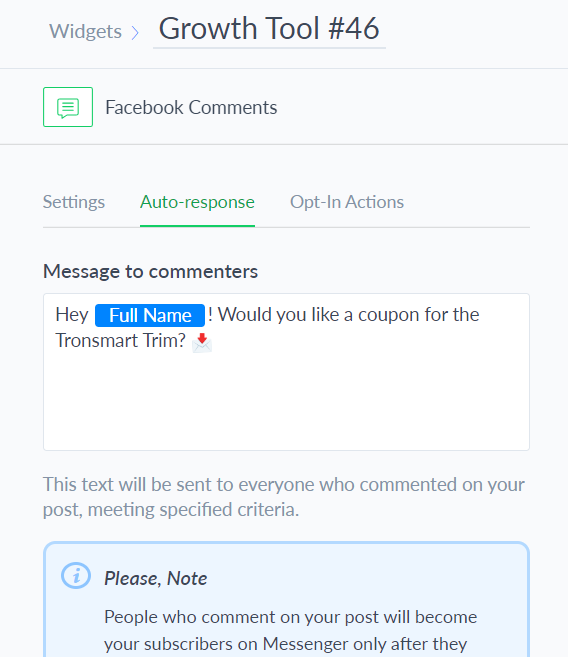 Widgets > Growth Tool #46
Facebook Comments
Settings Auto-response Opt-In Actions
Message to commenters
Hey Full Name ! Would you like a coupon for the
Tronsmart Trim? 📩
This text will be sent to everyone who commented on your
post, meeting specified criteria.
Please, Note
People who comment on your post will become
your subscribers on Messenger only after they